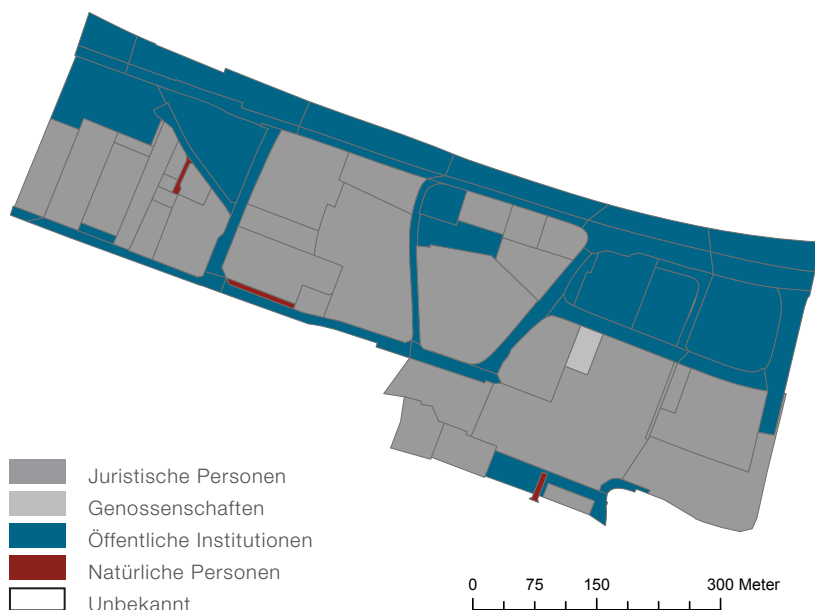 Juristische Personen
Genossenschaften
Öffentliche Institutionen
Natürliche Personen
Unbekannt
0 75 150 300 Meter